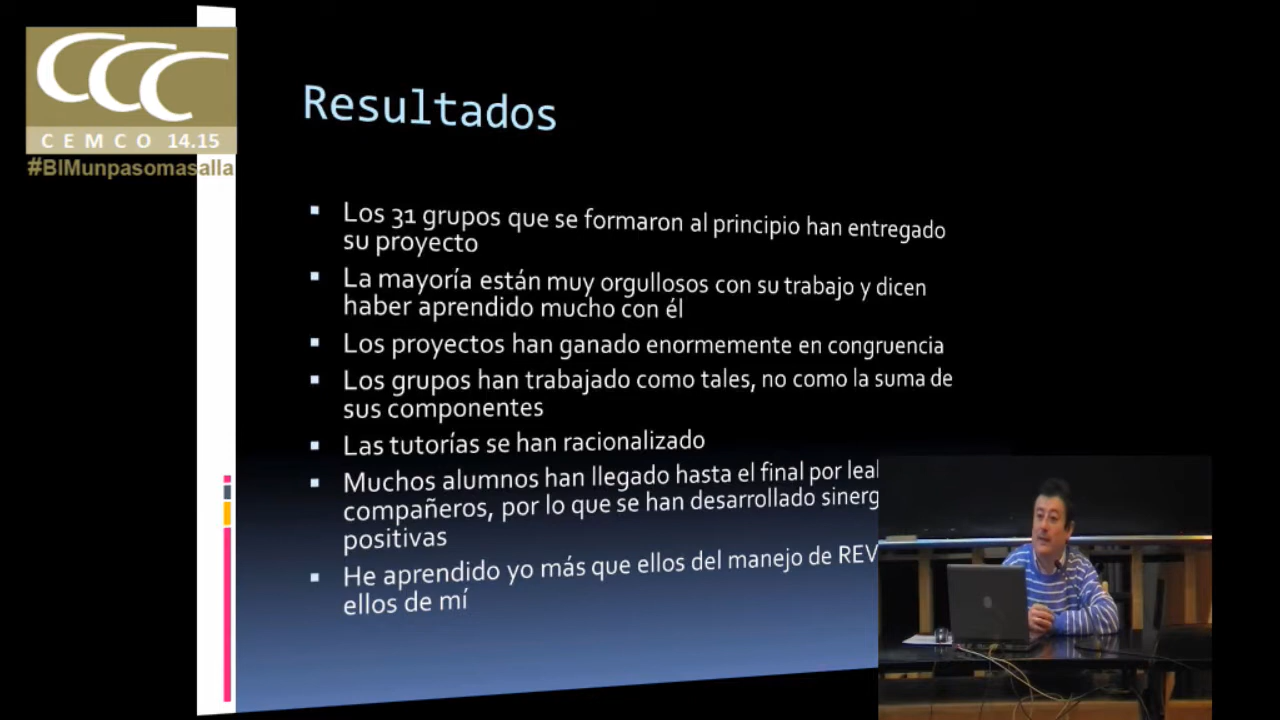 CCC
CEMCO 14.15
#BIMunpasomasalla
Resultados
Los 31 grupos que se formaron al principio han entregado
su proyecto
La mayoría están muy orgullosos con su trabajo y dicen
haber aprendido mucho con él
Los proyectos han ganado enormemente en congruencia
Los grupos han trabajado como tales, no como la suma de
sus componentes
Las tutorías se han racionalizado
Muchos alumnos han llegado hasta el final por
compañeros, por lo que se han desarrollado
positivas
He aprendido yo más que ellos del manejo de
ellos de mí